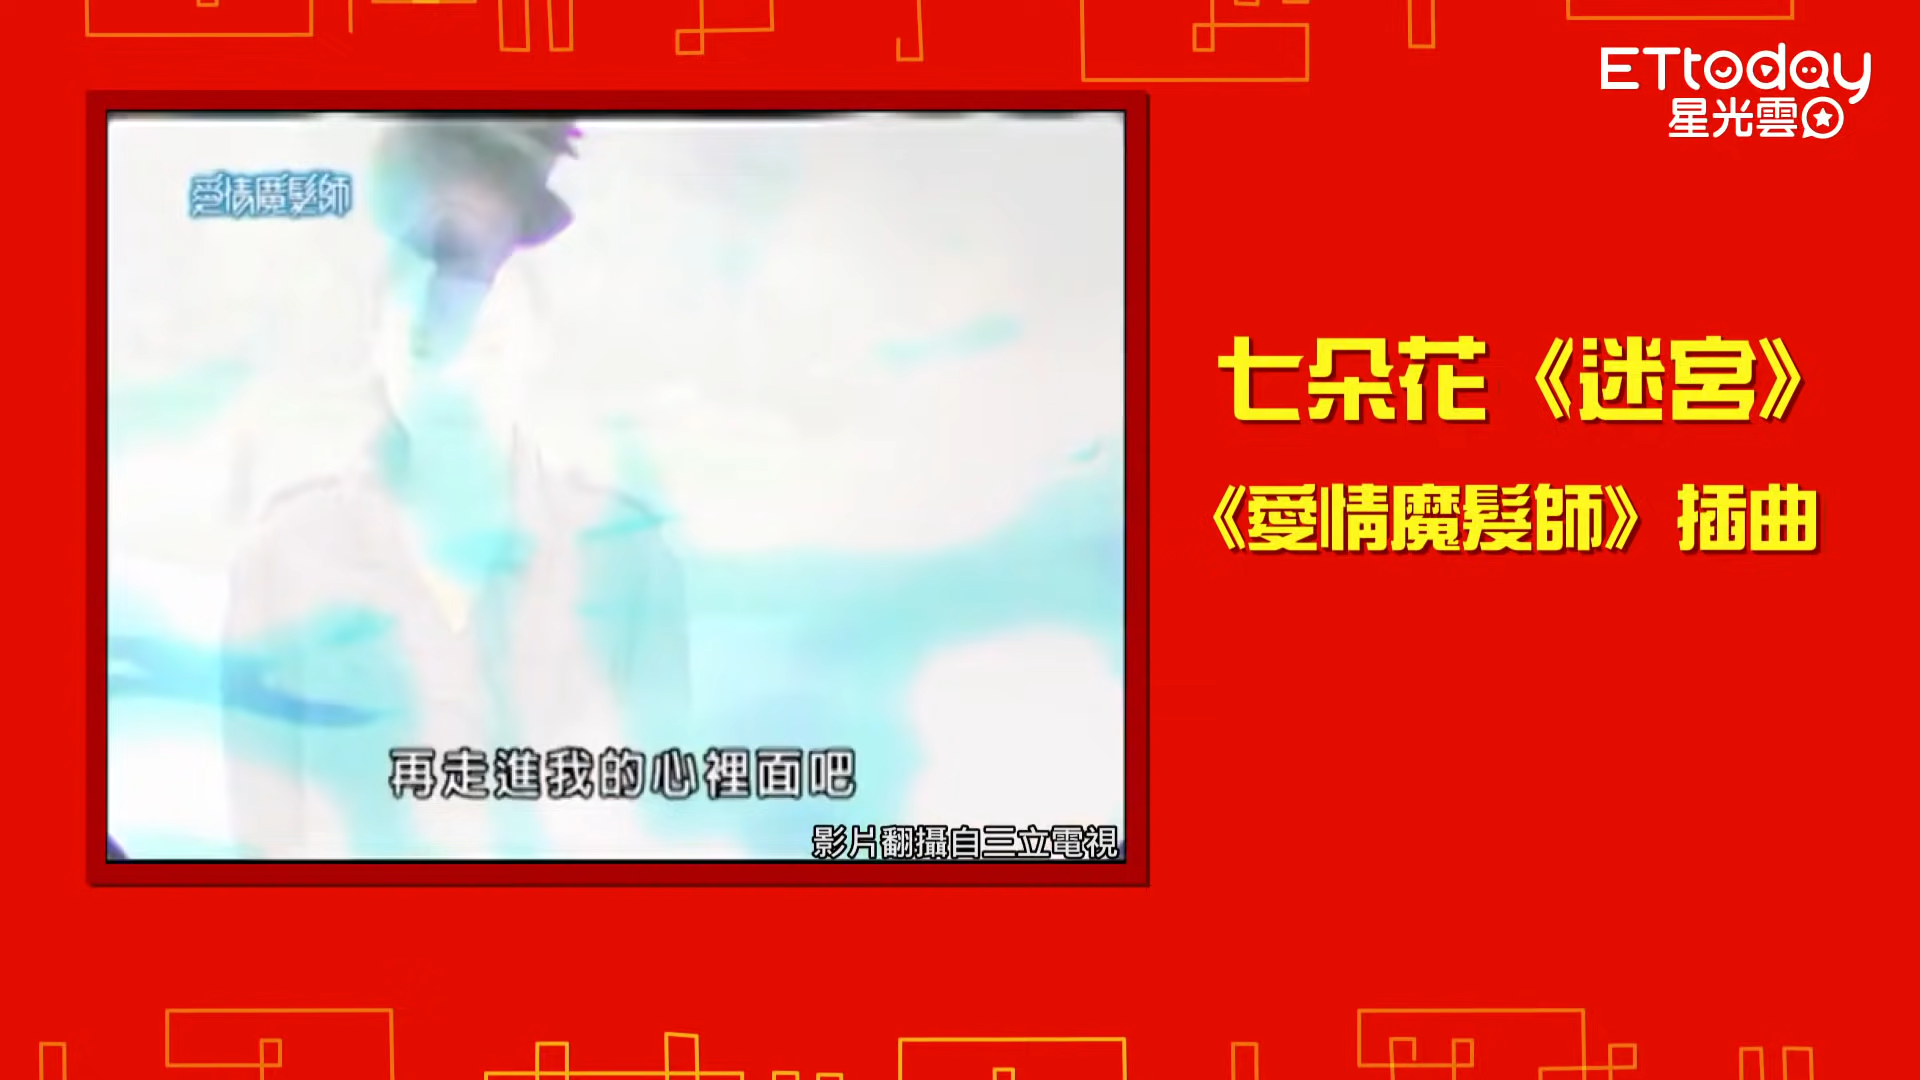 ETtoday
星光雲
愛情魔髮師
七朵花《迷宮》
《愛情魔髮師》插曲
再走進我的心裡面吧
影片翻攝自三立電視